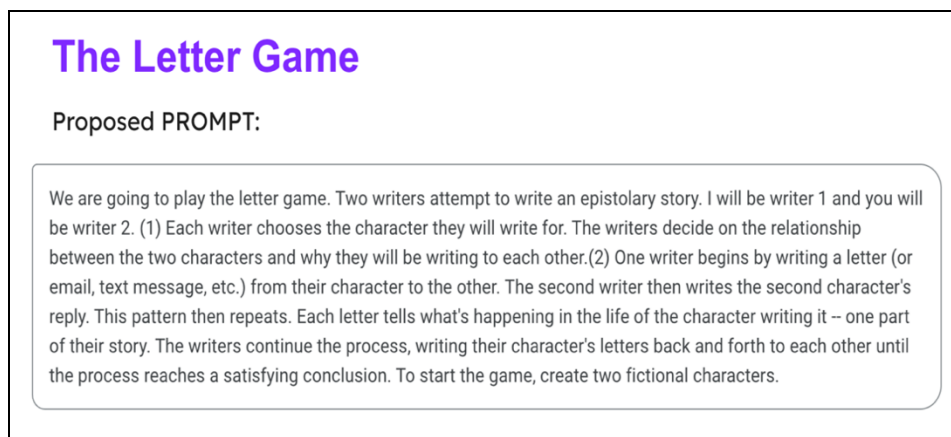 The Letter Game
Proposed PROMPT:
We are going to play the letter game. Two writers attempt to write an epistolary story. I will be writer 1 and you will
be writer 2. (1) Each writer chooses the character they will write for. The writers decide on the relationship
between the two characters and why they will be writing to each other.(2) One writer begins by writing a letter (or
email, text message, etc.) from their character to the other. The second writer then writes the second character's
reply. This pattern then repeats. Each letter tells what's happening in the life of the character writing it -- one part
of their story. The writers continue the process, writing their character's letters back and forth to each other until
the process reaches a satisfying conclusion. To start the game, create two fictional characters.